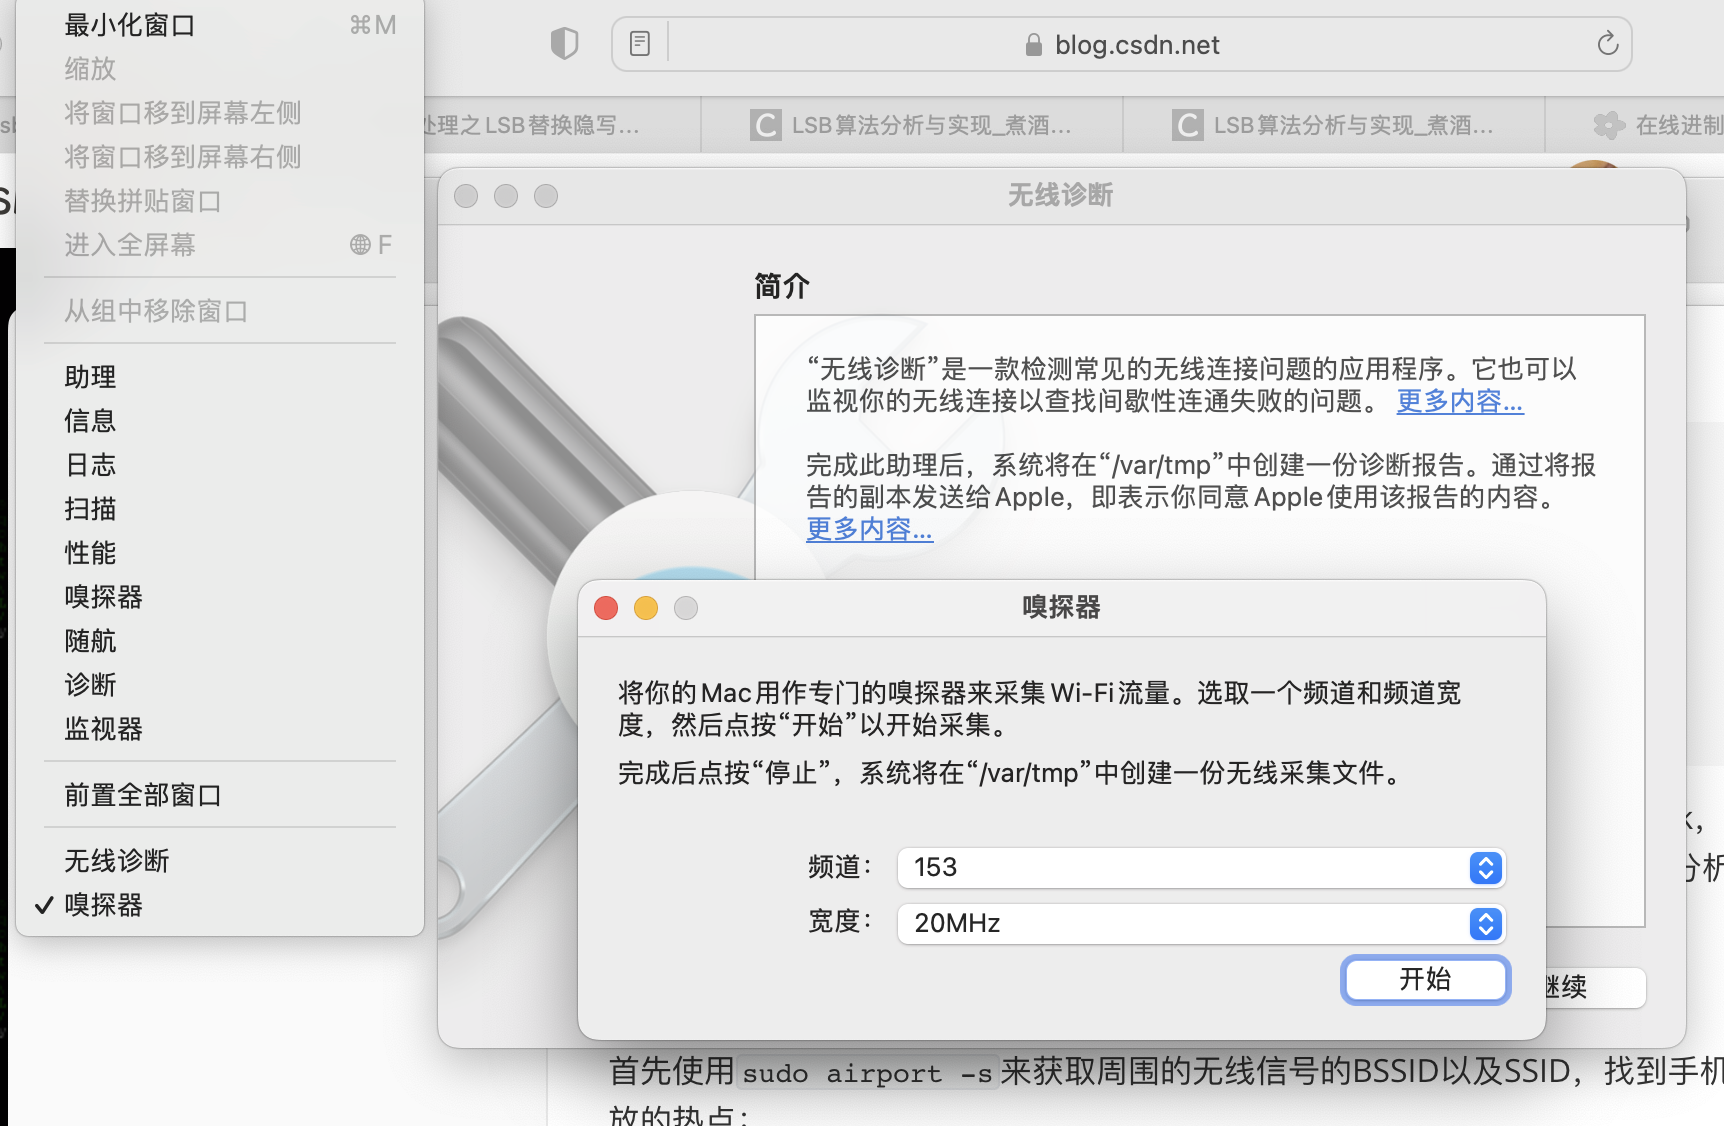 最小化窗口 ⌘M
缩放
将窗口移到屏幕左侧
将窗口移到屏幕右侧
替换拼贴窗口
进入全屏幕 F
从组中移除窗口
助理
信息
日志
扫描
性能
嗅探器
随航
诊断
监视器
前置全部窗口
无线诊断
✓ 嗅探器
blog.csdn.net
处理之LSB替换隐写...
LSB算法分析与实现_煮酒...
LSB算法分析与实现_煮酒...
在线进制
无线诊断
简介
“无线诊断”是一款检测常见的无线连接问题的应用程序。它也可以
监视你的无线连接以查找间歇性连通失败的问题。 更多内容...
完成此助理后，系统将在“/var/tmp”中创建一份诊断报告。通过将报
告的副本发送给Apple，即表示你同意Apple使用该报告的内容。
更多内容...
嗅探器
将你的Mac用作专门的嗅探器来采集Wi-Fi流量。选取一个频道和频道宽
度，然后点按“开始”以开始采集。
完成后点按“停止”，系统将在“/var/tmp”中创建一份无线采集文件。
频道： 153
宽度： 20MHz
开始
继续
首先使用sudo airport -s来获取周围的无线信号的BSSID以及SSID，找到手机
放的热点：